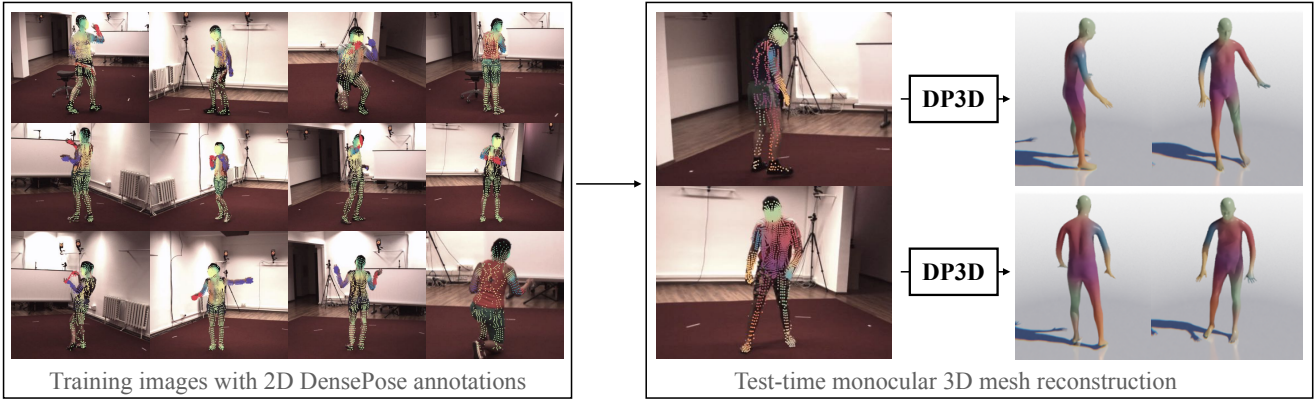 DP3D
DP3D
Training images with 2D DensePose annotations
Test-time monocular 3D mesh reconstruction